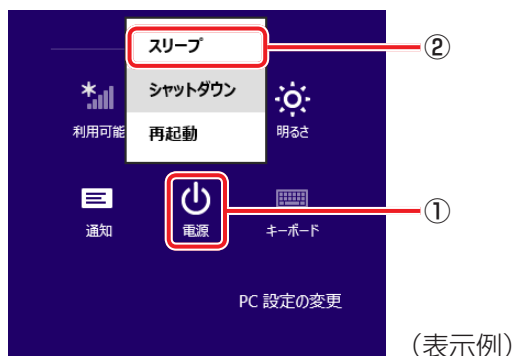 スリープ
②
シャットダウン
利用可能
再起動
明るさ
①
通知
電源
キーボード
PC 設定の変更
(表示例)